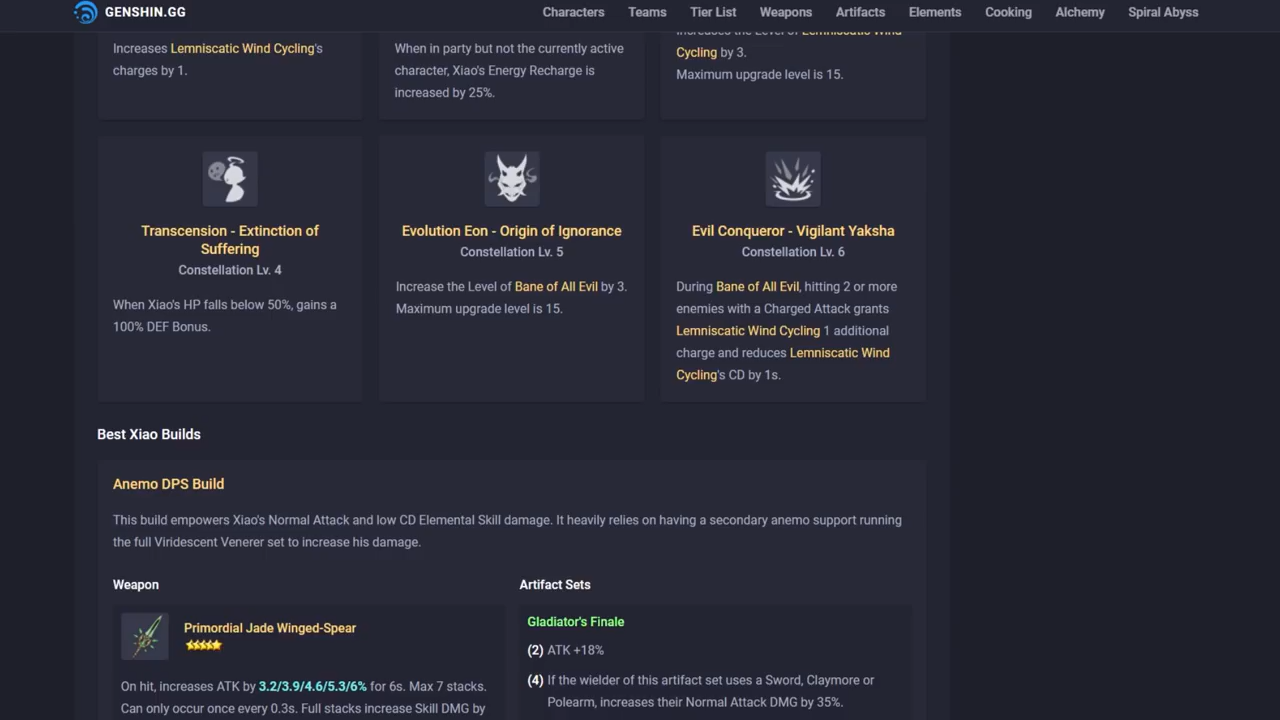 GENSHIN.GG
Characters Teams Tier List Weapons Artifacts Elements Cooking Alchemy Spiral Abyss
Increases Lemniscatic Wind Cycling's
charges by 1.
When in party but not the currently active
character, Xiao's Energy Recharge is
increased by 25%.
Increases the Level of Lemniscatic Wind
Cycling by 3.
Maximum upgrade level is 15.
Transcension - Extinction of
Suffering
Constellation Lv. 4
When Xiao's HP falls below 50%, gains a
100% DEF Bonus.
Evolution Eon - Origin of Ignorance
Constellation Lv. 5
Increase the Level of Bane of All Evil by 3.
Maximum upgrade level is 15.
Evil Conqueror - Vigilant Yaksha
Constellation Lv. 6
During Bane of All Evil, hitting 2 or more
enemies with a Charged Attack grants
Lemniscatic Wind Cycling 1 additional
charge and reduces Lemniscatic Wind
Cycling's CD by 1s.
Best Xiao Builds
Anemo DPS Build
This build empowers Xiao's Normal Attack and low CD Elemental Skill damage. It heavily relies on having a secondary anemo support running
the full Viridescent Venerer set to increase his damage.
Weapon
Primordial Jade Winged-Spear
On hit, increases ATK by 3.2/3.9/4.6/5.3/6% for 6s. Max 7 stacks.
Can only occur once every 0.3s. Full stacks increase Skill DMG by
Artifact Sets
Gladiator's Finale
(2) ATK +18%
(4) If the wielder of this artifact set uses a Sword, Claymore or
Polearm, increases their Normal Attack DMG by 35%.